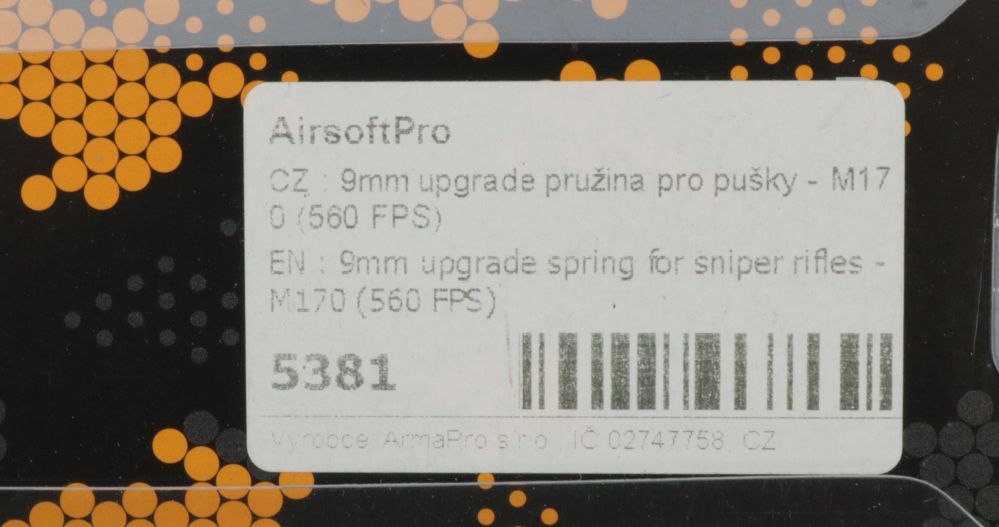 AirsoftPro
CZ : 9mm upgrade pružina pro pušky - M17
0 (560 FPS)
EN : 9mm upgrade spring for sniper rifles -
M170 (560 FPS)
5381
Výrobce: ArmaPro s.r.o., IČ 02747758, CZ